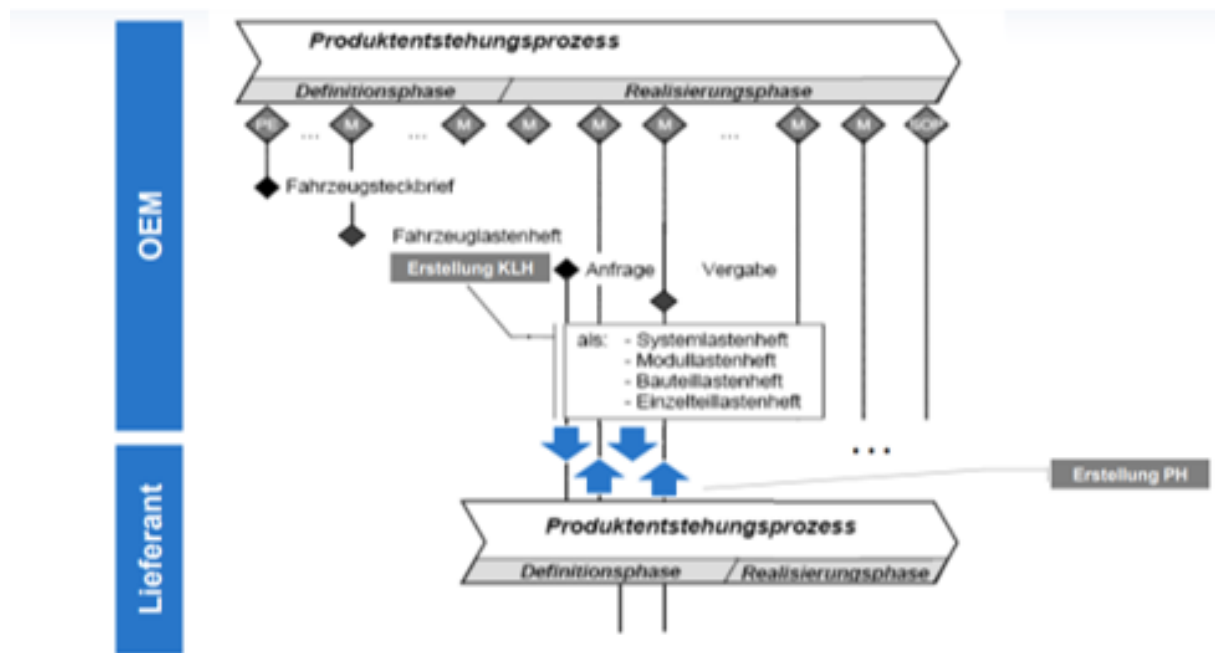 OEM
Produktentstehungsprozess
Definitionsphase
Realisierungsphase
PE ... M ... M M M M ... M M SOP
Fahrzeugsteckbrief
Fahrzeuglastenheft
Erstellung KLH
Anfrage
Vergabe
als: - Systemlastenheft
- Modullastenheft
- Bauteillastenheft
- Einzelteillastenheft
...
Erstellung PH
Lieferant
Produktentstehungsprozess
Definitionsphase
Realisierungsphase